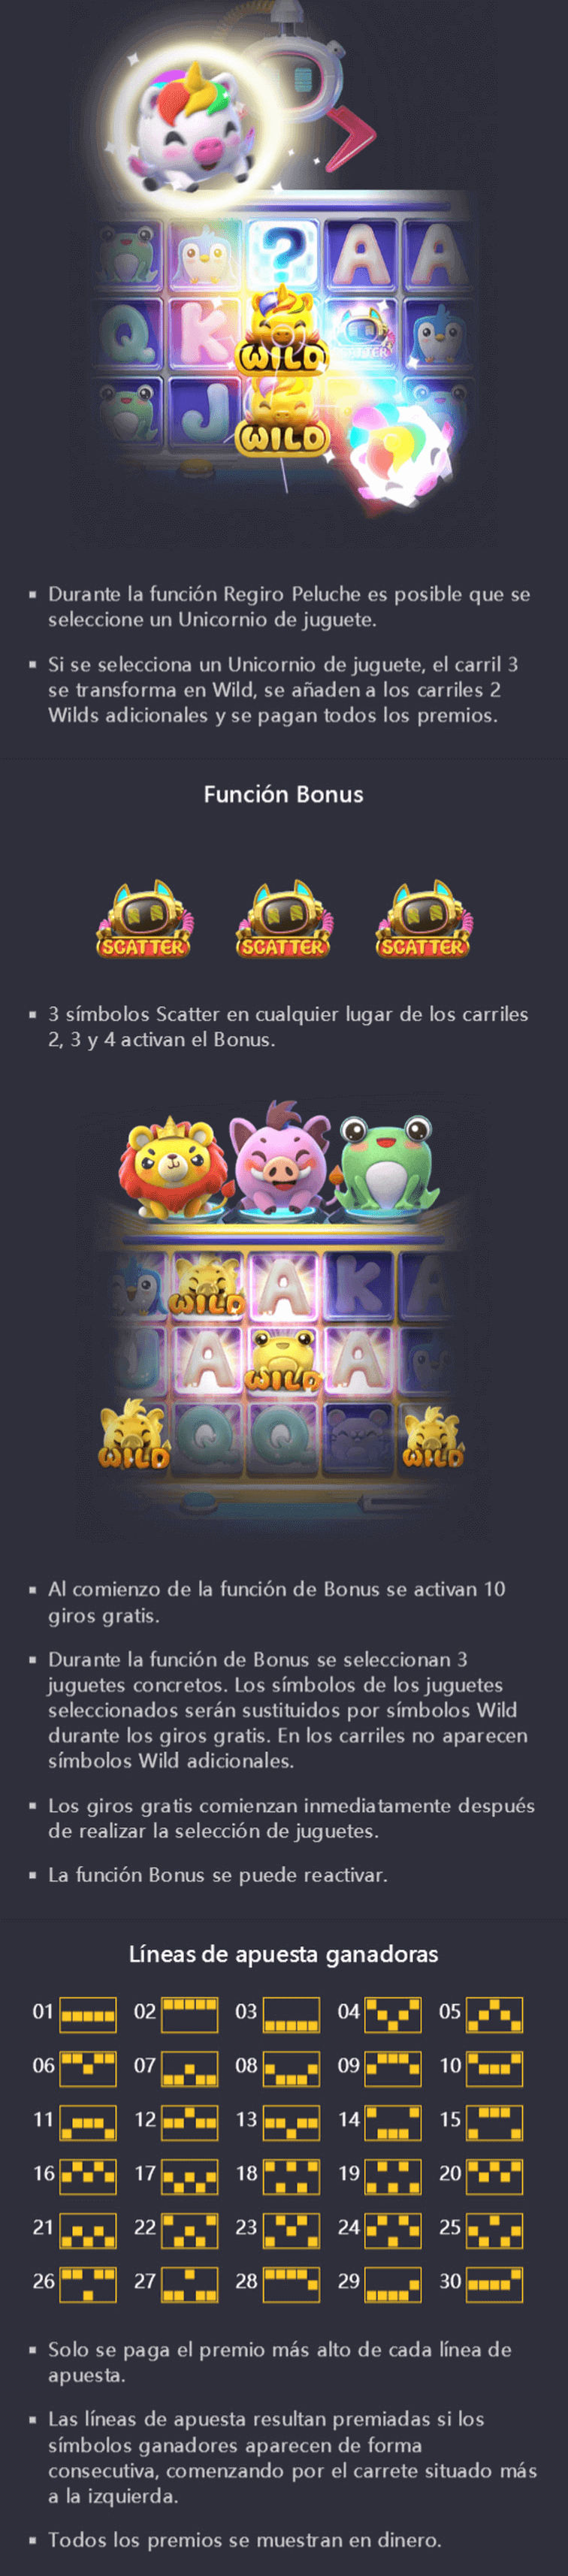 ?
A
A
Q
K
WILD
SCATTER
J
WILD
▪ Durante la función Regiro Peluche es posible que se
seleccione un Unicornio de juguete.
▪ Si se selecciona un Unicornio de juguete, el carril 3
se transforma en Wild, se añaden a los carriles 2
Wilds adicionales y se pagan todos los premios.
Función Bonus
SCATTER SCATTER SCATTER
▪ 3 símbolos Scatter en cualquier lugar de los carriles
2, 3 y 4 activan el Bonus.
WILD A K A
J A WILD A
WILD Q Q WILD
▪ Al comienzo de la función de Bonus se activan 10
giros gratis.
▪ Durante la función de Bonus se seleccionan 3
juguetes concretos. Los símbolos de los juguetes
seleccionados serán sustituidos por símbolos Wild
durante los giros gratis. En los carriles no aparecen
símbolos Wild adicionales.
▪ Los giros gratis comienzan inmediatamente después
de realizar la selección de juguetes.
▪ La función Bonus se puede reactivar.
Líneas de apuesta ganadoras
01 02 03 04 05
06 07 08 09 10
11 12 13 14 15
16 17 18 19 20
21 22 23 24 25
26 27 28 29 30
▪ Solo se paga el premio más alto de cada línea de
apuesta.
▪ Las líneas de apuesta resultan premiadas si los
símbolos ganadores aparecen de forma
consecutiva, comenzando por el carrete situado más
a la izquierda.
▪ Todos los premios se muestran en dinero.